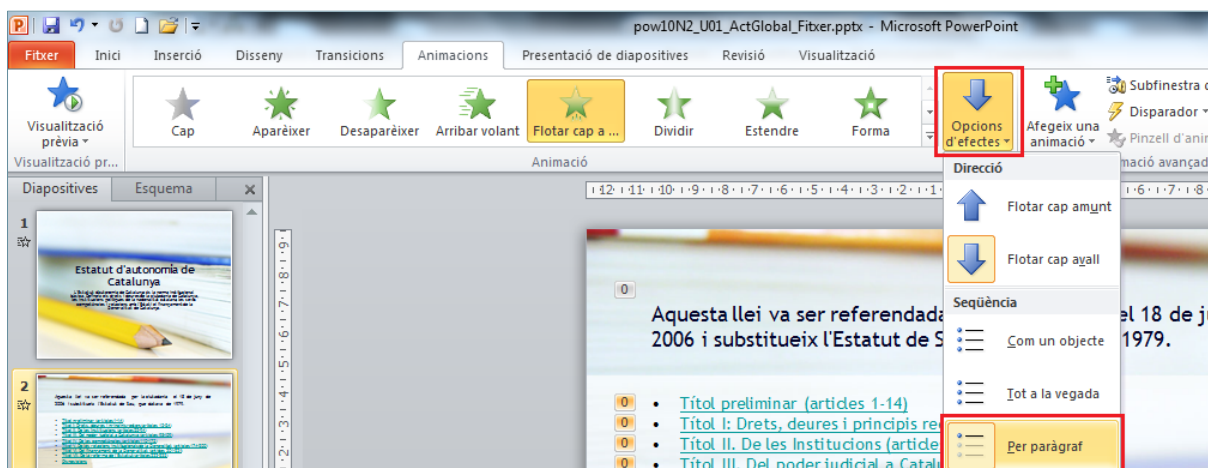 pow10N2_U01_ActGlobal_Fitxer.pptx - Microsoft PowerPoint
Fitxer Inici Inserció Disseny Transicions Animacions Presentació de diapositives Revisió Visualització
Visualització prèvia
Cap
Aparèixer
Desaparèixer
Arribar volant
Flotar cap a ...
Dividir
Estendre
Forma
Opcions d'efectes
Afegeix una animació
Subfinestra d
Disparador
Pinzell d'ani
Visualització pr...
Animació
mació avançad
Diapositives Esquema
Direcció
Flotar cap amunt
Flotar cap avall
Seqüència
Com un objecte
Tot a la vegada
Per paràgraf
1
Estatut d'autonomia de
Catalunya
2
0
Aquesta llei va ser referendada el 18 de ju
2006 i substitueix l'Estatut de S 1979.
0 • Títol preliminar (articles 1-14)
0 • Títol I: Drets, deures i principis re
0 • Títol II. De les Institucions (article
0 • Títol III. Del poder judicial a Catalu